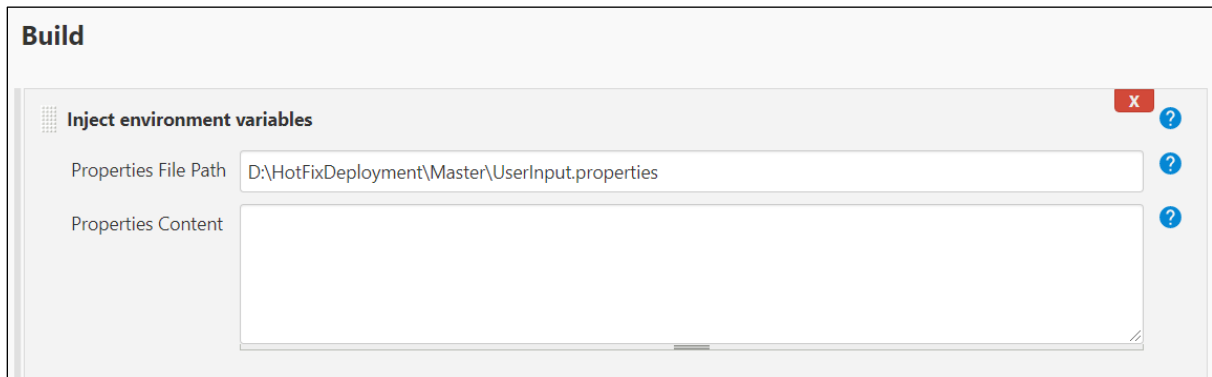 Build
Inject environment variables
X
?
Properties File Path
D:\HotFixDeployment\Master\UserInput.properties
?
Properties Content
?